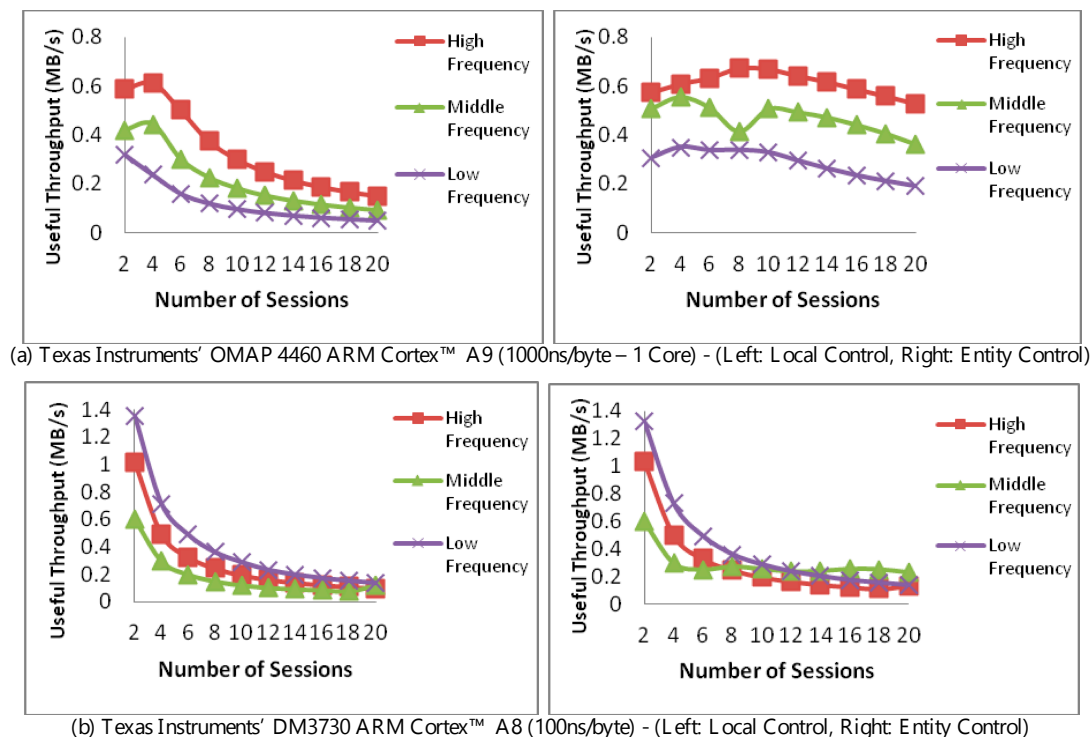 Useful Throughput (MB/s)
0.8
0.6
0.4
0.2
0
2 4 6 8 10 12 14 16 18 20
Number of Sessions
High
Frequency
Middle
Frequency
Low
Frequency
Useful Throughput (MB/s)
0.8
0.6
0.4
0.2
0
2 4 6 8 10 12 14 16 18 20
Number of Sessions
High
Frequency
Middle
Frequency
Low
Frequency
(a) Texas Instruments’ OMAP 4460 ARM Cortex™ A9 (1000ns/byte – 1 Core) - (Left: Local Control, Right: Entity Control)
Useful Throughput (MB/s)
1.4
1.2
1
0.8
0.6
0.4
0.2
0
2 4 6 8 10 12 14 16 18 20
Number of Sessions
High
Frequency
Middle
Frequency
Low
Frequency
Useful Throughput (MB/s)
1.4
1.2
1
0.8
0.6
0.4
0.2
0
2 4 6 8 10 12 14 16 18 20
Number of Sessions
High
Frequency
Middle
Frequency
Low
Frequency
(b) Texas Instruments’ DM3730 ARM Cortex™ A8 (100ns/byte) - (Left: Local Control, Right: Entity Control)